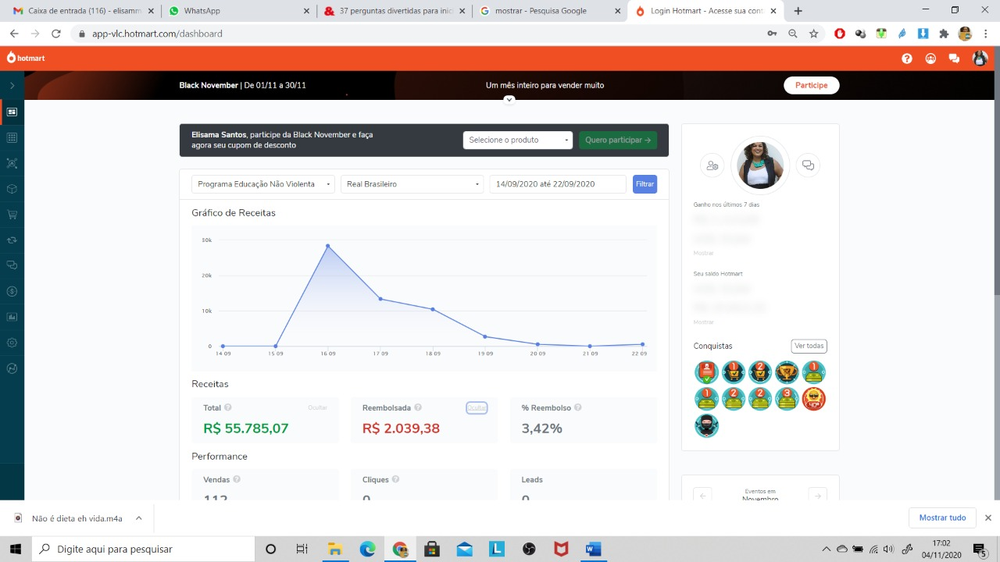 Caixa de entrada (116) - elisamm
WhatsApp
37 perguntas divertidas para inic
mostrar - Pesquisa Google
Login Hotmart - Acesse sua cont
app-vlc.hotmart.com/dashboard
hotmart
Black November | De 01/11 a 30/11
Um mês inteiro para vender muito
Participe
Elisama Santos, participe da Black November e faça
agora seu cupom de desconto
Selecione o produto
Quero participar →
Programa Educação Não Violenta
Real Brasileiro
14/09/2020 até 22/09/2020
Filtrar
Gráfico de Receitas
30k
20k
10k
0
14 09
15 09
16 09
17 09
18 09
19 09
20 09
21 09
22 09
Receitas
Total
Ocultar
R$ 55.785,07
Reembolsada
Ocultar
R$ 2.039,38
% Reembolso
3,42%
Performance
Vendas
112
Cliques
0
Leads
0
Ganho nos últimos 7 dias
Mostrar
Seu saldo Hotmart
Mostrar
Conquistas
Ver todas
1
2
1
1
2
2
3
40º
Eventos em
Novembro
Não é dieta eh vida.m4a
Mostrar tudo
Digite aqui para pesquisar
17:02
04/11/2020
5